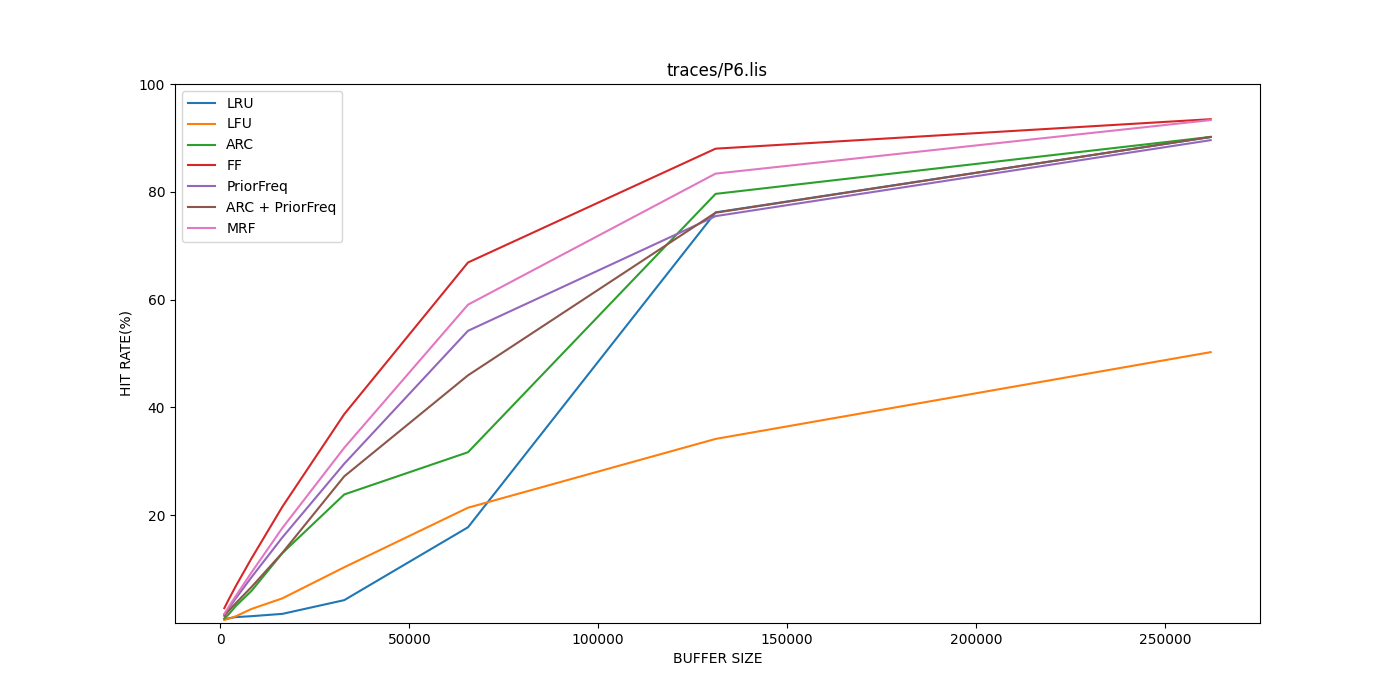 traces/P6.lis
100
80
60
40
20
HIT RATE(%)
LRU
LFU
ARC
FF
PriorFreq
ARC + PriorFreq
MRF
0 50000 100000 150000 200000 250000
BUFFER SIZE